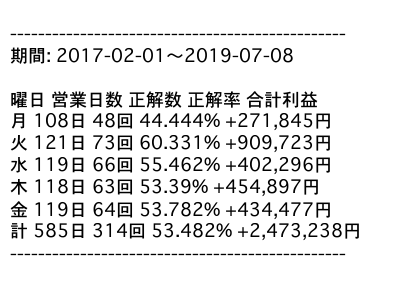 ------------------------------------------------
期間: 2017-02-01〜2019-07-08
曜日 営業日数 正解数 正解率 合計利益
月 108日 48回 44.444% +271,845円
火 121日 73回 60.331% +909,723円
水 119日 66回 55.462% +402,296円
木 118日 63回 53.39% +454,897円
金 119日 64回 53.782% +434,477円
計 585日 314回 53.482% +2,473,238円
------------------------------------------------